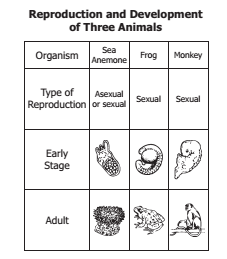 Reproduction and Development
of Three Animals
Organism
Sea
Anemone
Frog
Monkey
Type of
Reproduction
Asexual
or sexual
Sexual
Sexual
Early
Stage
Adult